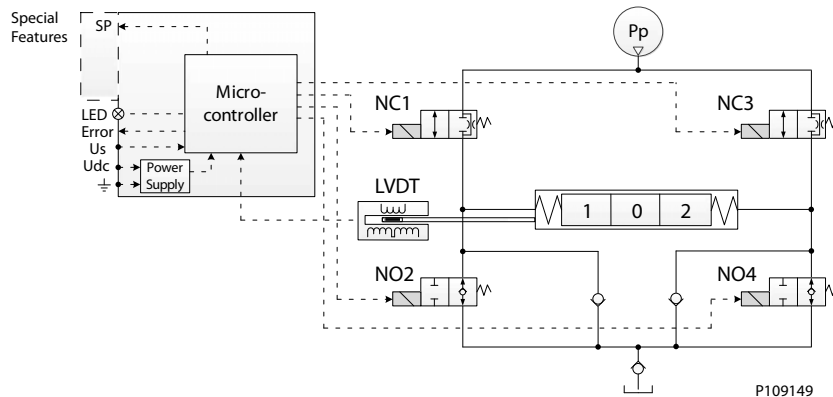 Special
Features
SP
Pp
Micro-
controller
NC1
NC3
LED
Error
Us
Udc
Power
Supply
LVDT
1 0 2
NO2
NO4
P109149